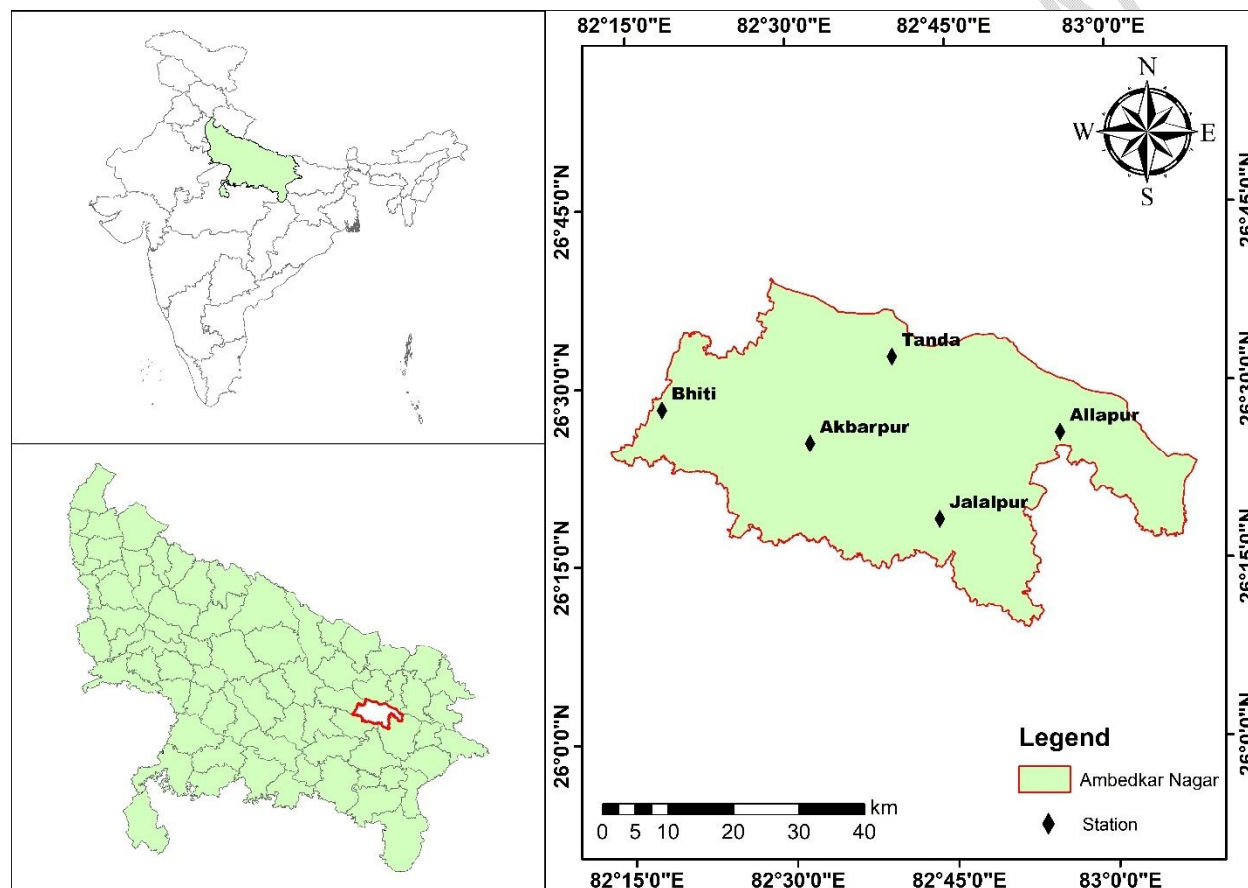 82°15'0"E 82°30'0"E 82°45'0"E 83°0'0"E
N
W E
S
26°45'0"N 26°45'0"N
26°30'0"N 26°30'0"N
26°15'0"N 26°15'0"N
26°0'0"N 26°0'0"N
Tanda
Bhiti
Akbarpur
Allapur
Jalalpur
Legend
Ambedkar Nagar
Station
km
0 5 10 20 30 40
82°15'0"E 82°30'0"E 82°45'0"E 83°0'0"E